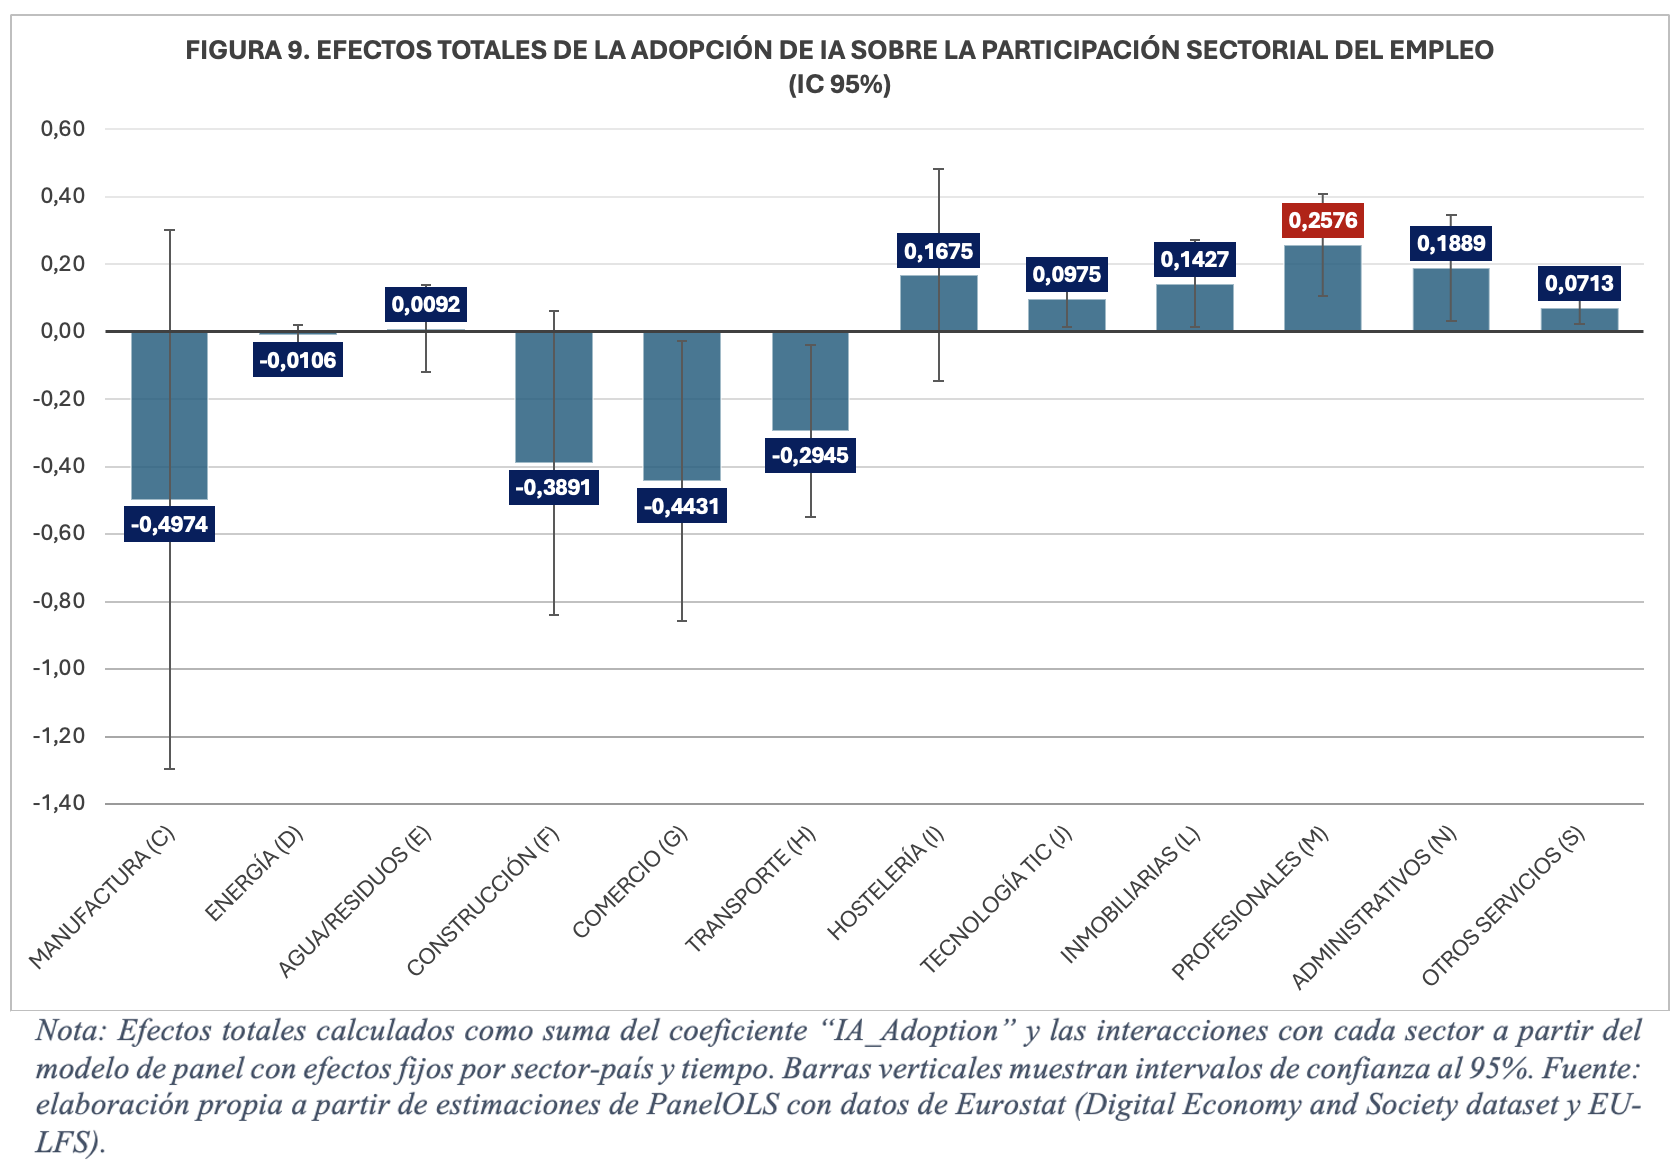 FIGURA 9. EFECTOS TOTALES DE LA ADOPCIÓN DE IA SOBRE LA PARTICIPACIÓN SECTORIAL DEL EMPLEO
(IC 95%)
0,60
0,40
0,20
0,00
-0,20
-0,40
-0,60
-0,80
-1,00
-1,20
-1,40
-0,4974
-0,0106
0,0092
-0,3891
-0,4431
-0,2945
0,1675
0,0975
0,1427
0,2576
0,1889
0,0713
MANUFACTURA (C)
ENERGÍA (D)
AGUA/RESIDUOS (E)
CONSTRUCCIÓN (F)
COMERCIO (G)
TRANSPORTE (H)
HOSTELERÍA (I)
TECNOLOGÍA TIC (J)
INMOBILIARIAS (L)
PROFESIONALES (M)
ADMINISTRATIVOS (N)
OTROS SERVICIOS (S)
Nota: Efectos totales calculados como suma del coeficiente “IA_Adoption” y las interacciones con cada sector a partir del
modelo de panel con efectos fijos por sector-país y tiempo. Barras verticales muestran intervalos de confianza al 95%. Fuente:
elaboración propia a partir de estimaciones de PanelOLS con datos de Eurostat (Digital Economy and Society dataset y EU-
LFS).